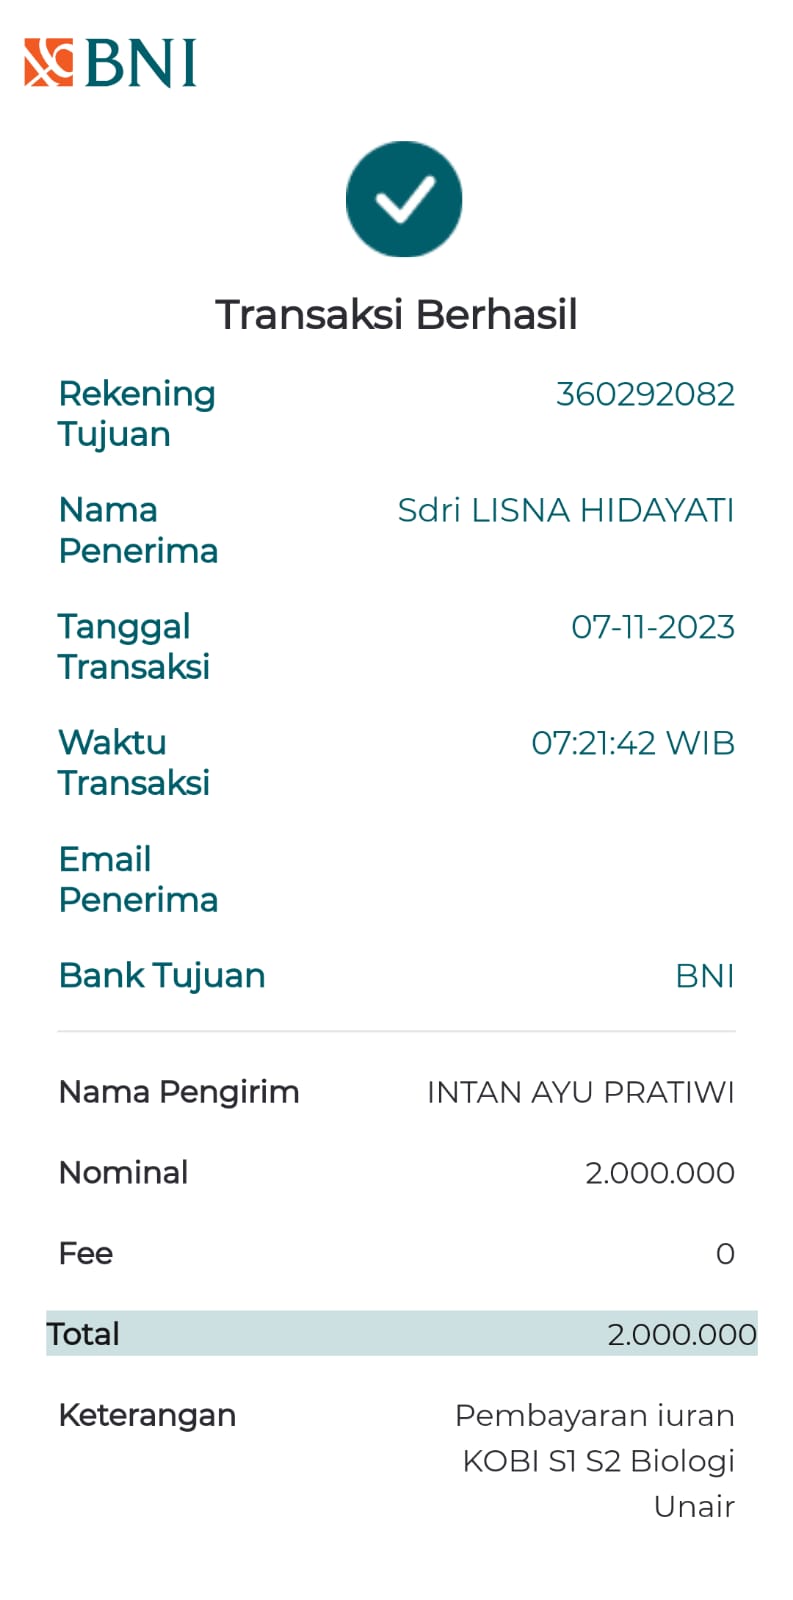 BNI
Transaksi Berhasil
Rekening Tujuan 360292082
Nama Penerima Sdri LISNA HIDAYATI
Tanggal Transaksi 07-11-2023
Waktu Transaksi 07:21:42 WIB
Email Penerima
Bank Tujuan BNI
Nama Pengirim INTAN AYU PRATIWI
Nominal 2.000.000
Fee 0
Total 2.000.000
Keterangan Pembayaran iuran
KOBI S1 S2 Biologi
Unair